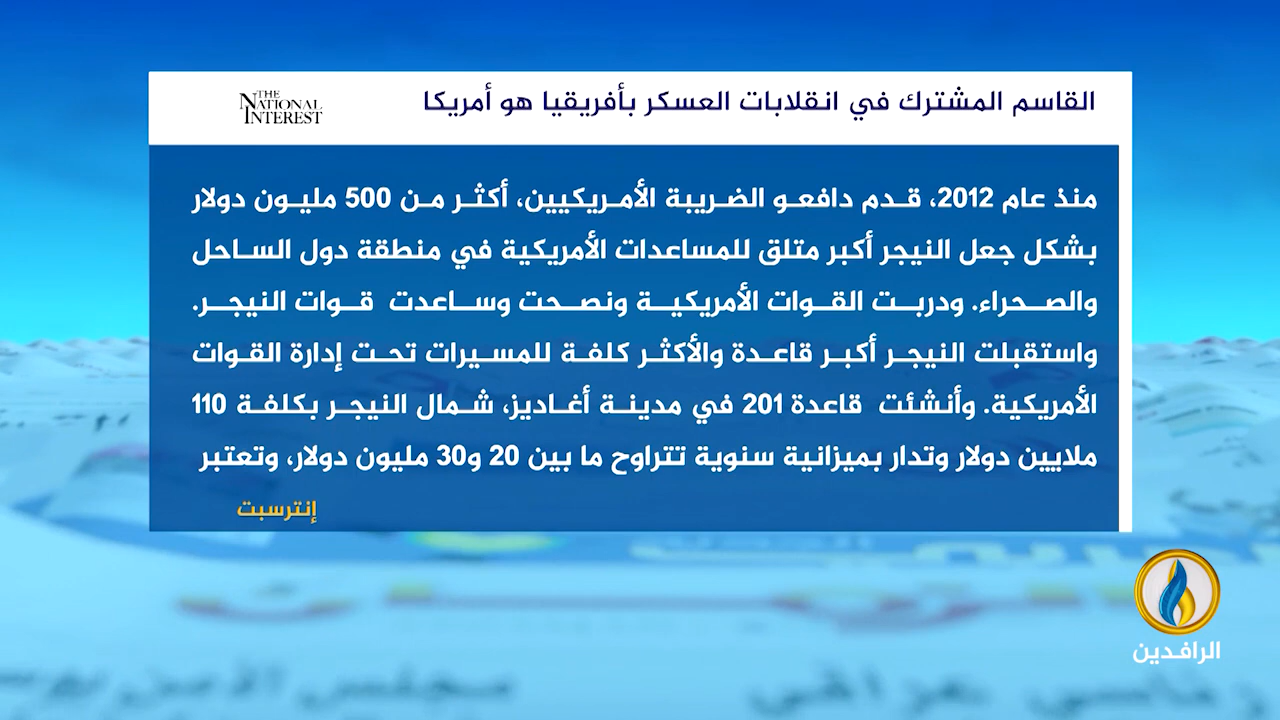 القاسم المشترك في انقلابات العسكر بأفريقيا هو أمريكا
THE
NATIONAL
INTEREST
منذ عام 2012، قدم دافعو الضريبة الأمريكيين، أكثر من 500 مليون دولار
بشكل جعل النيجر أكبر متلق للمساعدات الأمريكية في منطقة دول الساحل
والصحراء. ودربت القوات الأمريكية ونصحت وساعدت قوات النيجر.
واستقبلت النيجر أكبر قاعدة والأكثر كلفة للمسيرات تحت إدارة القوات
الأمريكية. وأنشئت قاعدة 201 في مدينة أغاديز، شمال النيجر بكلفة 110
ملايين دولار وتدار بميزانية سنوية تتراوح ما بين 20 و30 مليون دولار، وتعتبر
إنترسبت
الرافدين
مجلس الأمن